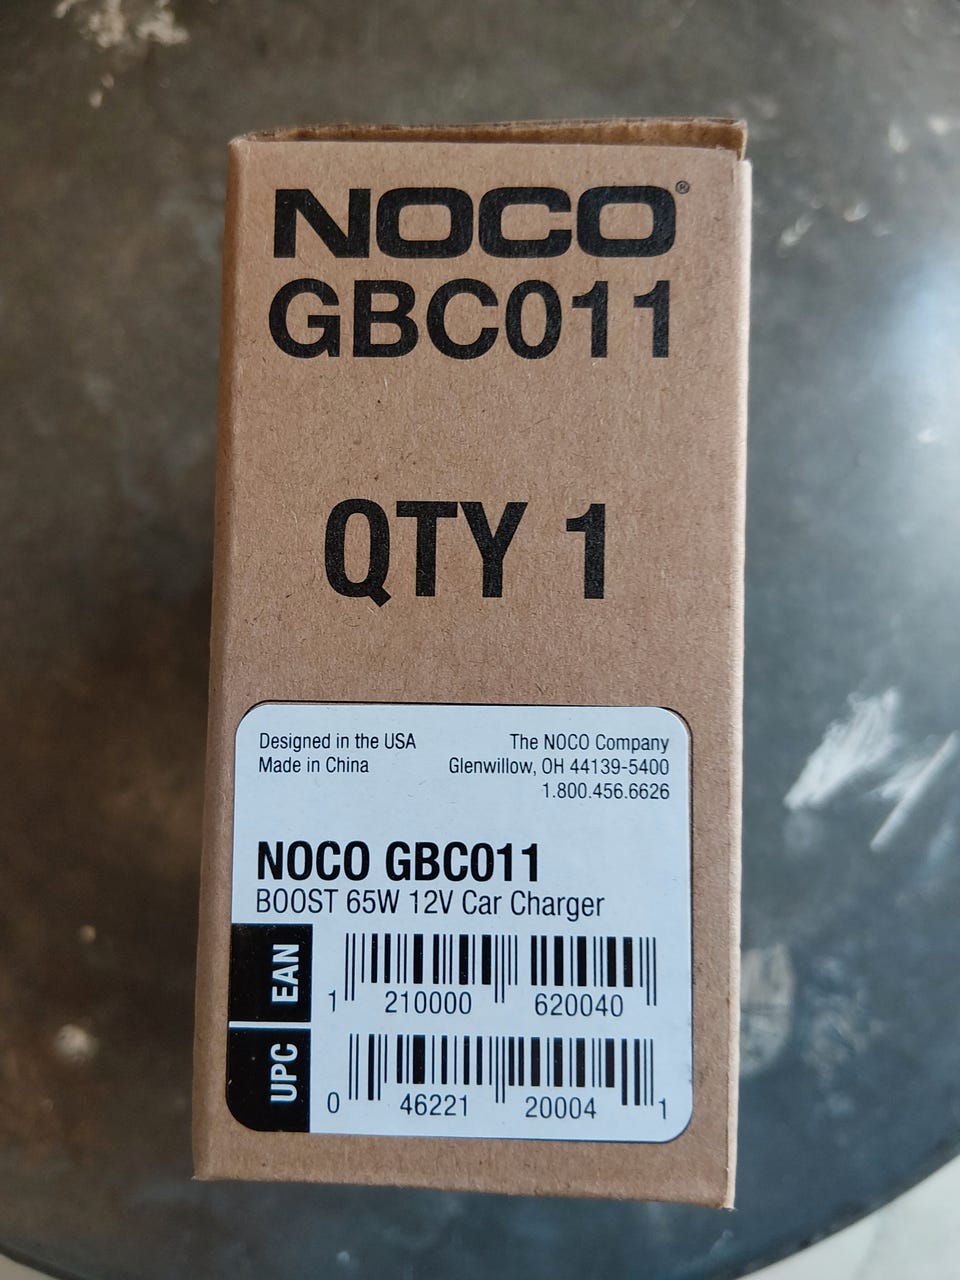 NOCO®
GBC011
QTY 1
Designed in the USA
Made in China
The NOCO Company
Glenwillow, OH 44139-5400
1.800.456.6626
NOCO GBC011
BOOST 65W 12V Car Charger
EAN
1 210000 620040
UPC
0 46221 20004 1